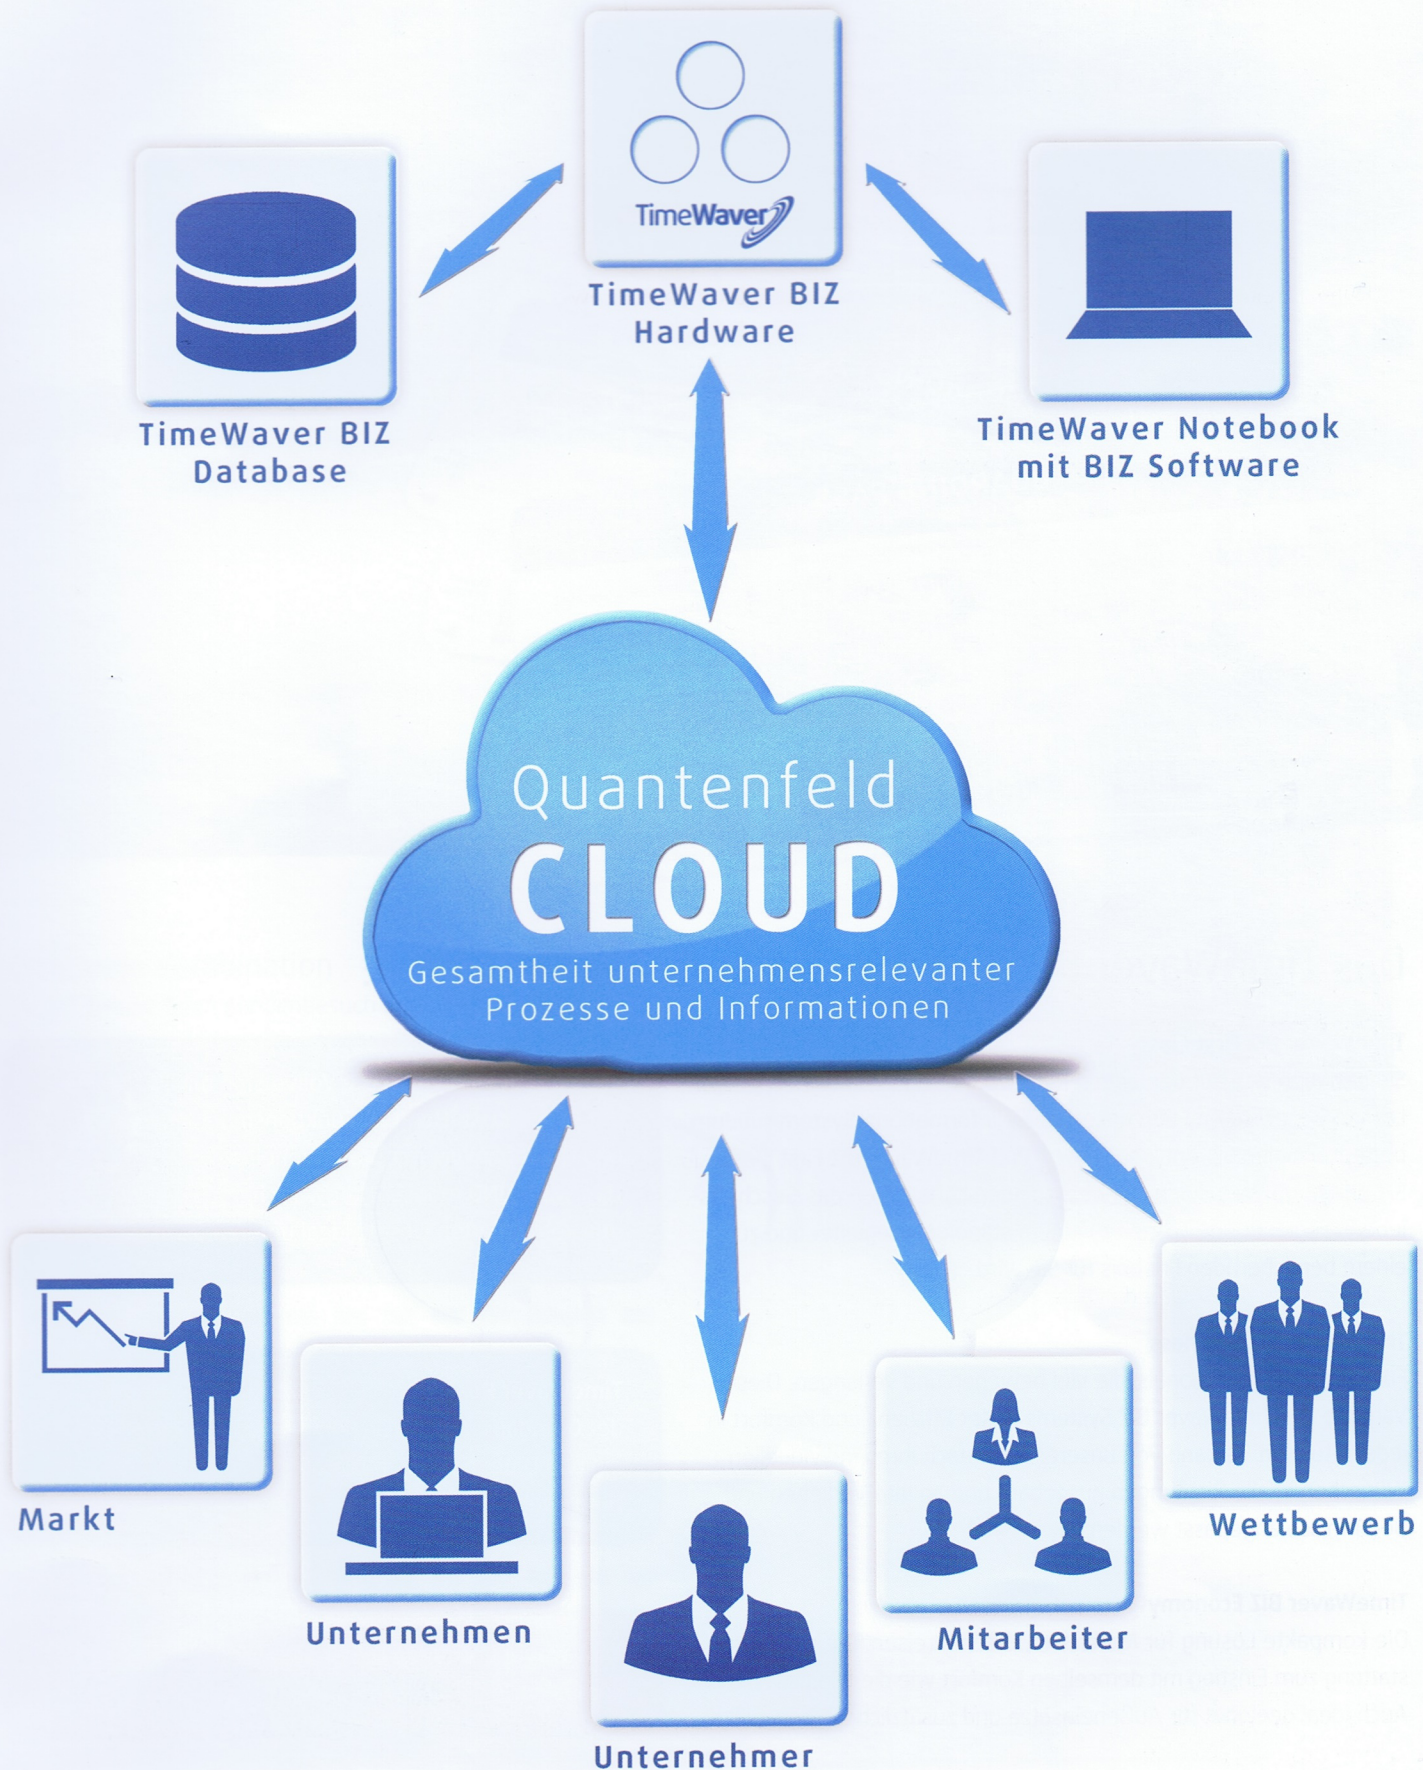 TimeWaver
TimeWaver BIZ
Hardware
TimeWaver BIZ
Database
TimeWaver Notebook
mit BIZ Software
Quantenfeld
CLOUD
Gesamtheit unternehmensrelevanter
Prozesse und Informationen
Markt
Unternehmen
Unternehmer
Mitarbeiter
Wettbewerb